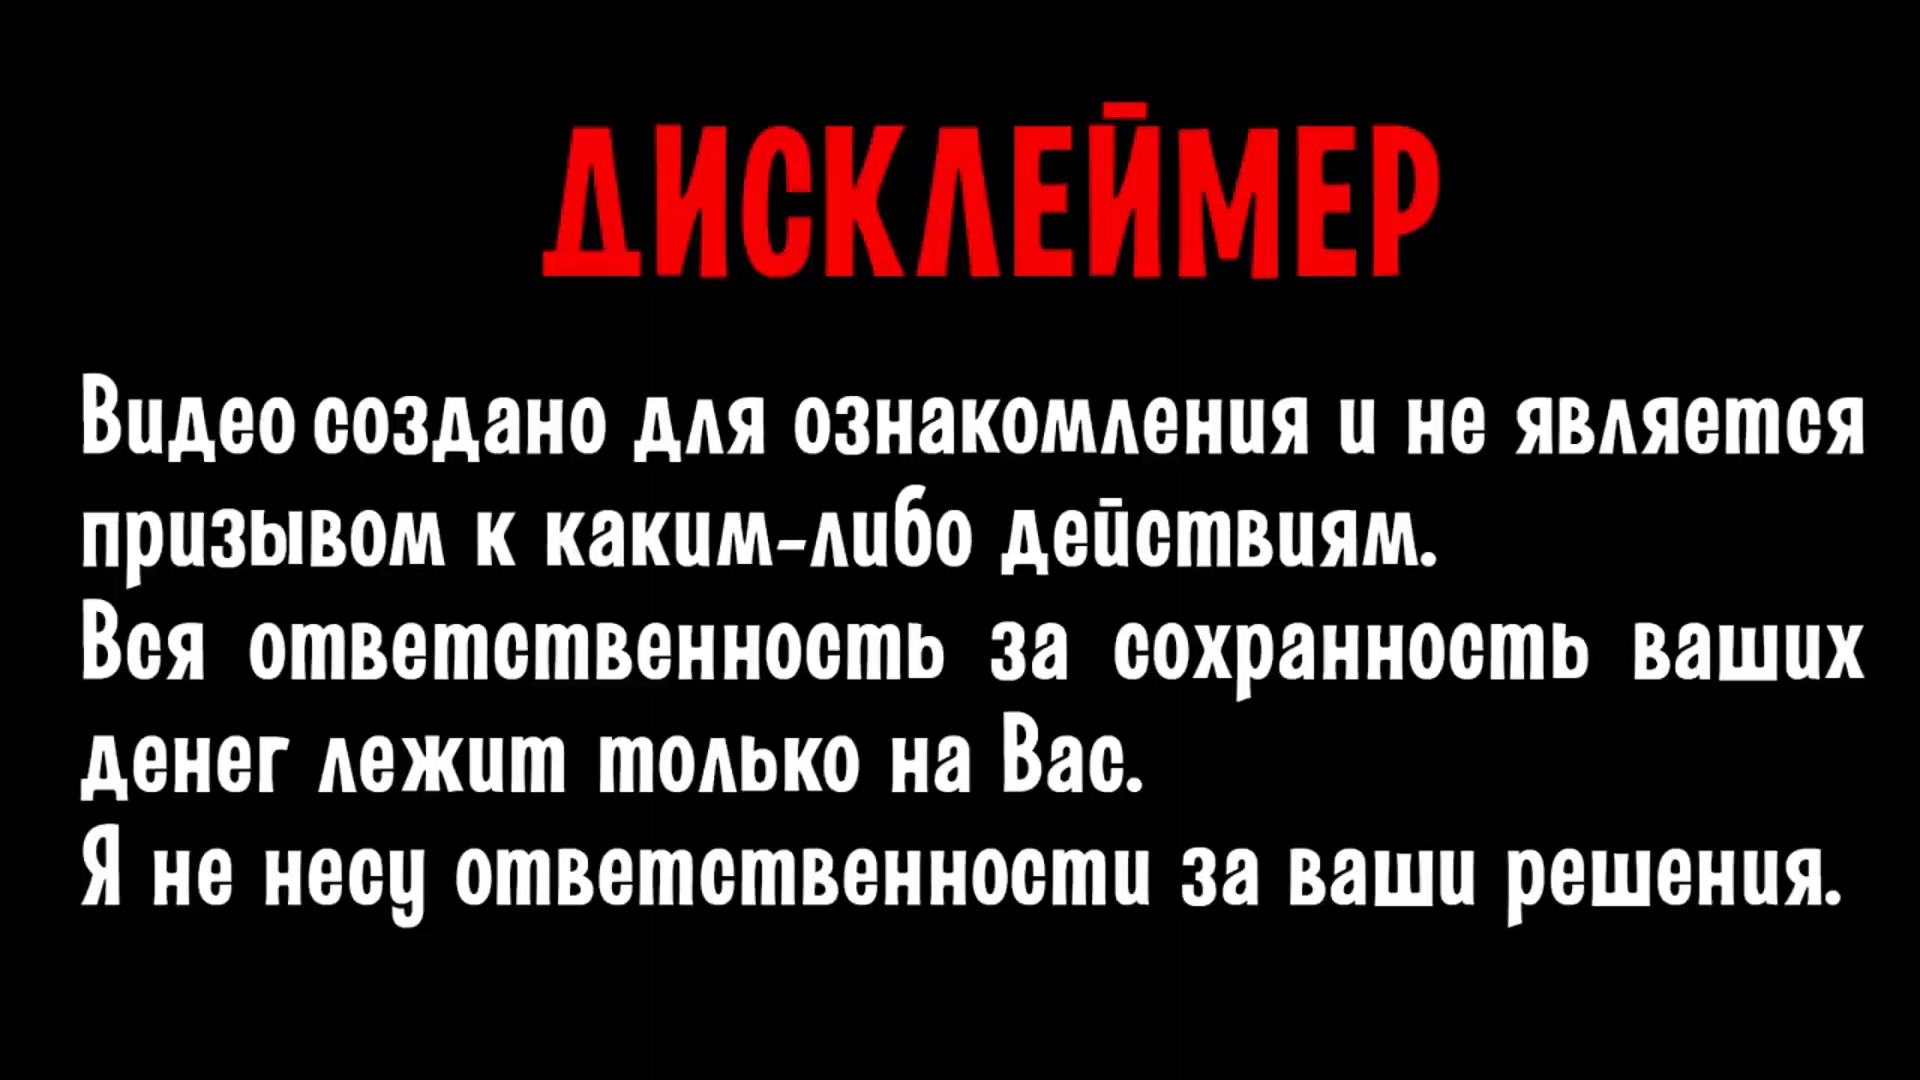 ДИСКЛЕЙМЕР
Видео создано для ознакомления и не является
призывом к каким-либо действиям.
Вся ответственность за сохранность ваших
денег лежит только на Вас.
Я не несу ответственности за ваши решения.